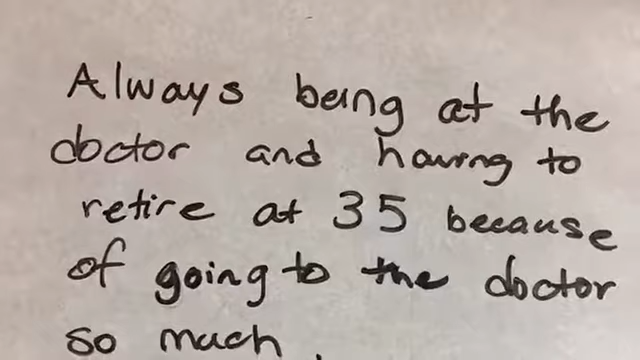 Always being at the
doctor and having to
retire at 35 because
of going to the doctor
so much.